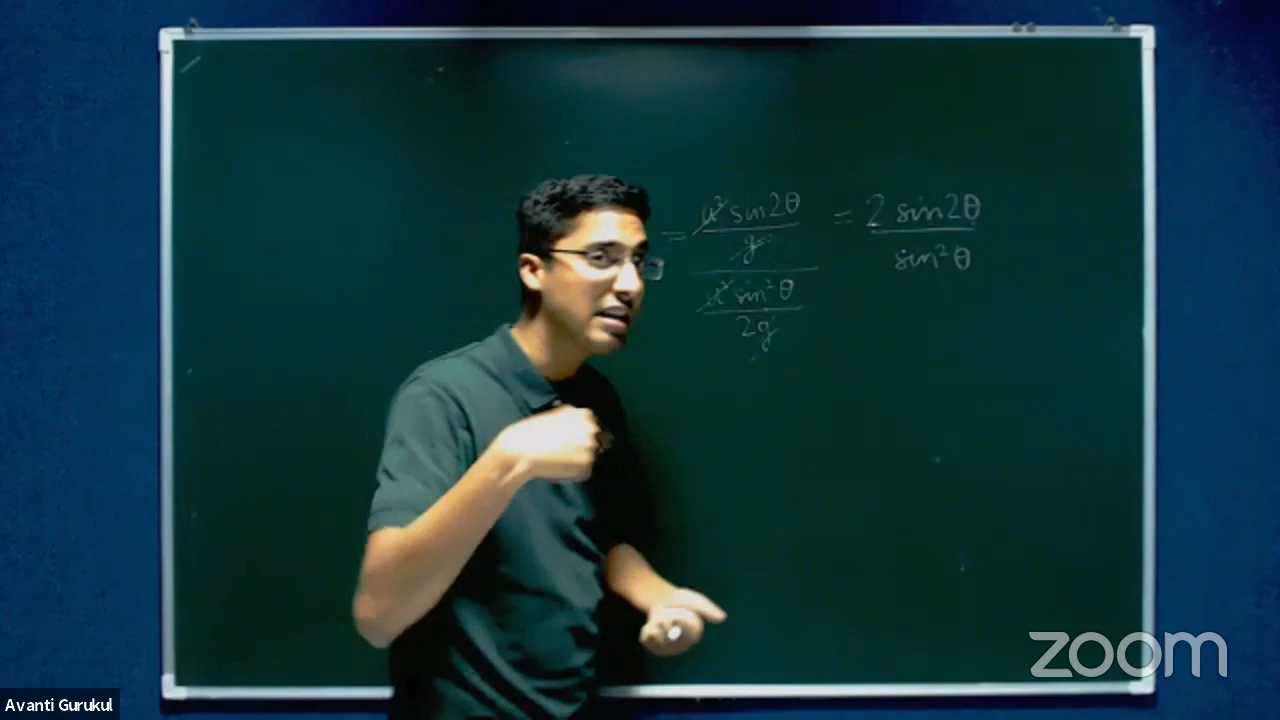 = u² sin2θ / g = 2 sin2θ / sin²θ
u² sin²θ / 2g
zoom
Avanti Gurukul